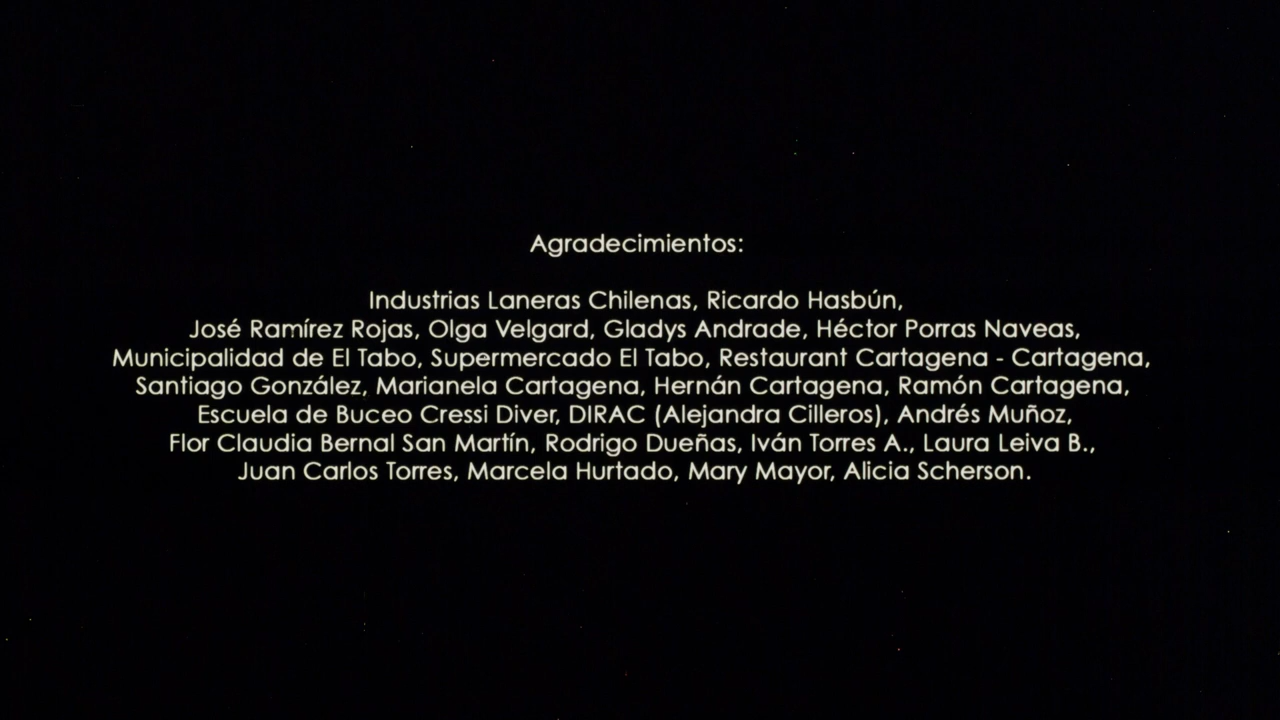 Agradecimientos:
Industrias Laneras Chilenas, Ricardo Hasbún,
José Ramírez Rojas, Olga Velgard, Gladys Andrade, Héctor Porras Naveas,
Municipalidad de El Tabo, Supermercado El Tabo, Restaurant Cartagena - Cartagena,
Santiago González, Marianela Cartagena, Hernán Cartagena, Ramón Cartagena,
Escuela de Buceo Cressi Diver, DIRAC (Alejandra Cilleros), Andrés Muñoz,
Flor Claudia Bernal San Martín, Rodrigo Dueñas, Iván Torres A., Laura Leiva B.,
Juan Carlos Torres, Marcela Hurtado, Mary Mayor, Alicia Scherson.